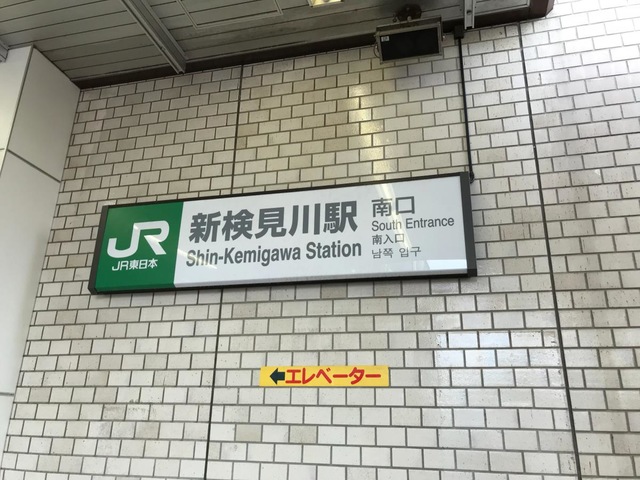 JR
JR東日本
新検見川駅
Shin-Kemigawa Station
南口
South Entrance
南入口
남쪽 입구
←エレベーター